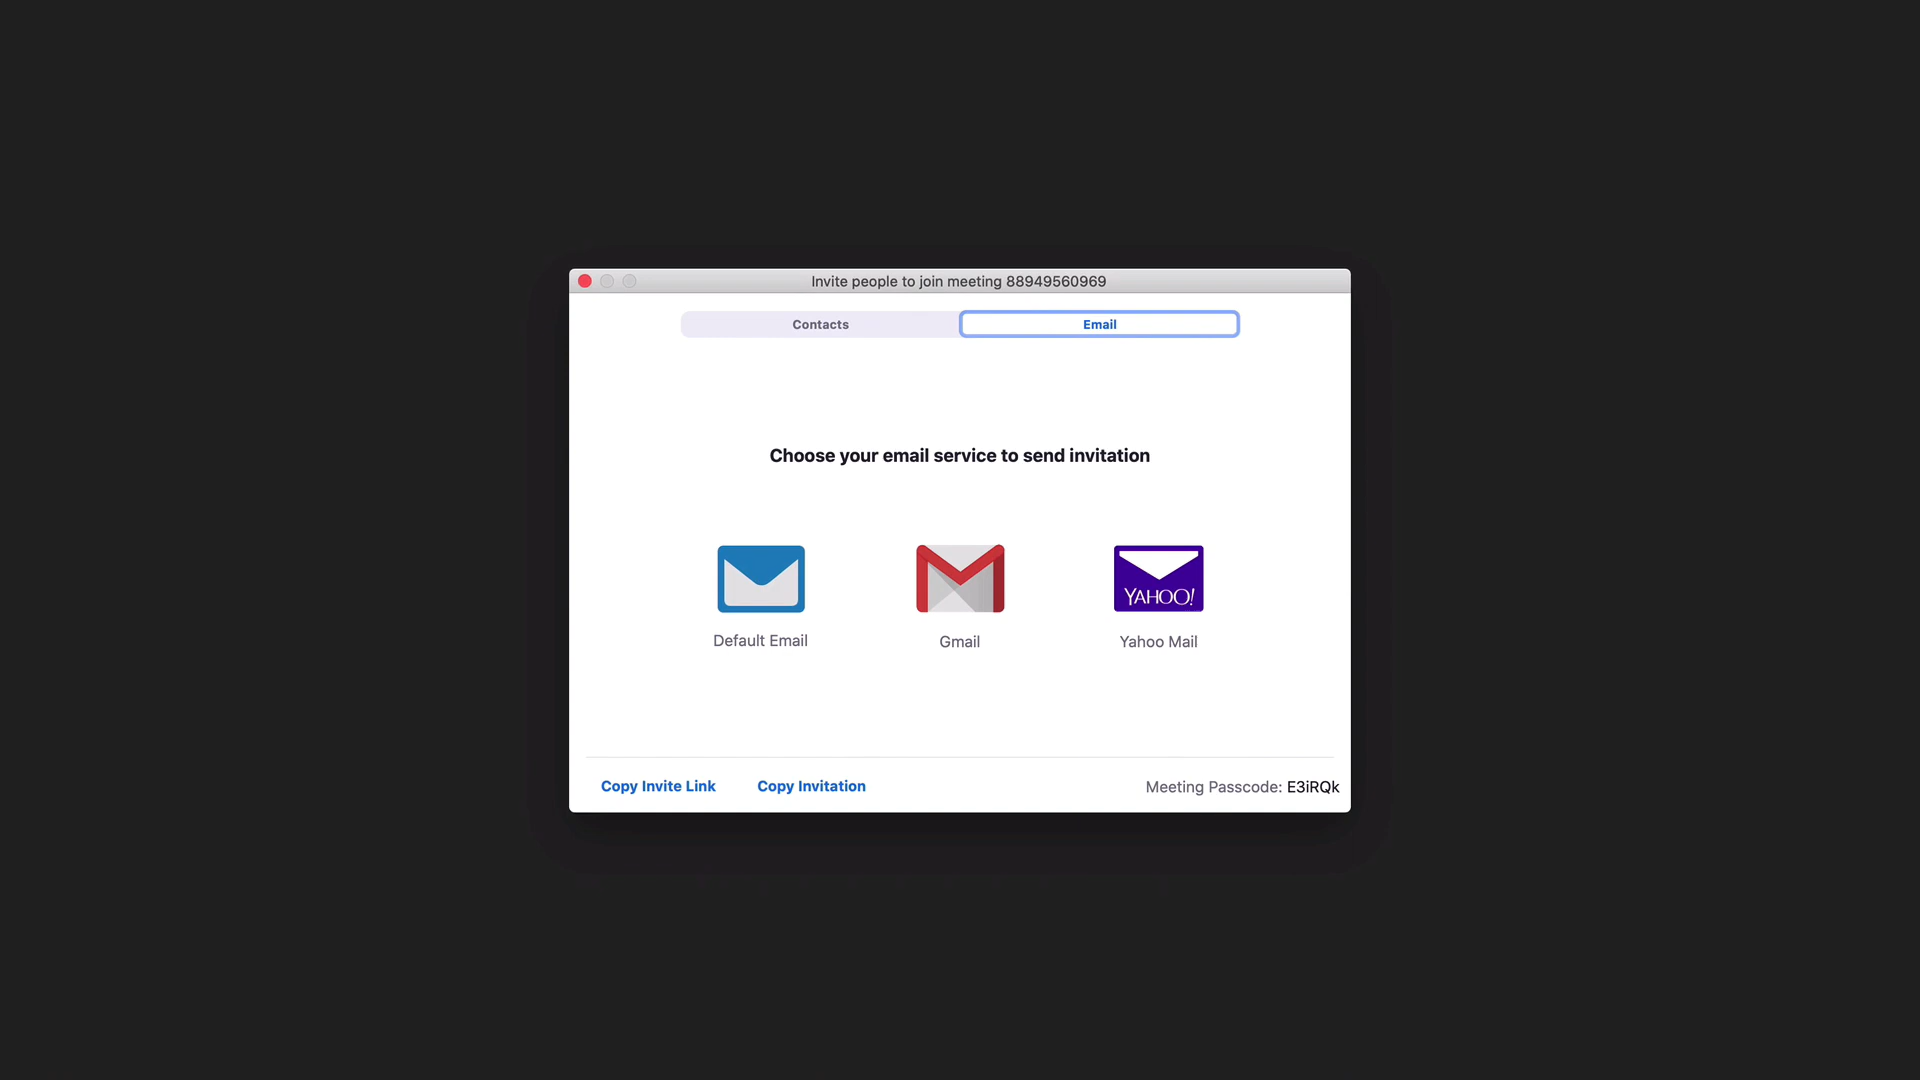 Invite people to join meeting 88949560969
Contacts
Email
Choose your email service to send invitation
YAHOO!
Default Email
Gmail
Yahoo Mail
Copy Invite Link
Copy Invitation
Meeting Passcode: E3iRQk